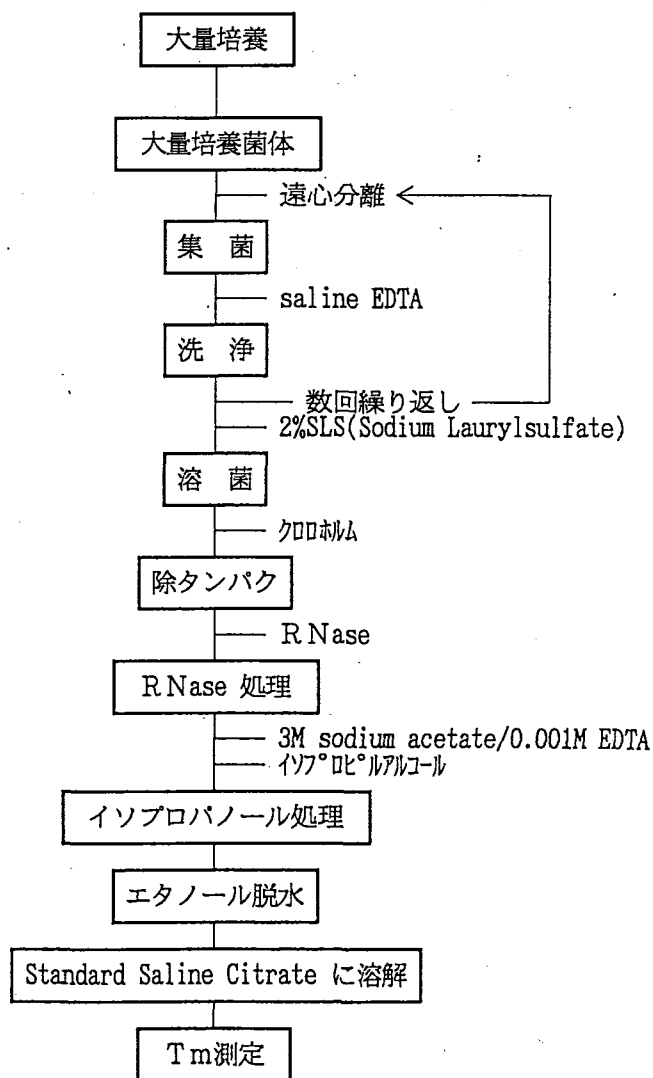 大量培養
大量培養菌体
遠心分離
集 菌
saline EDTA
洗 浄
数回繰り返し
2%SLS(Sodium Laurylsulfate)
溶 菌
クロロホルム
除タンパク
RNase
RNase 処理
3M sodium acetate/0.001M EDTA
イソプロピルアルコール
イソプロパノール処理
エタノール脱水
Standard Saline Citrate に溶解
Tm測定